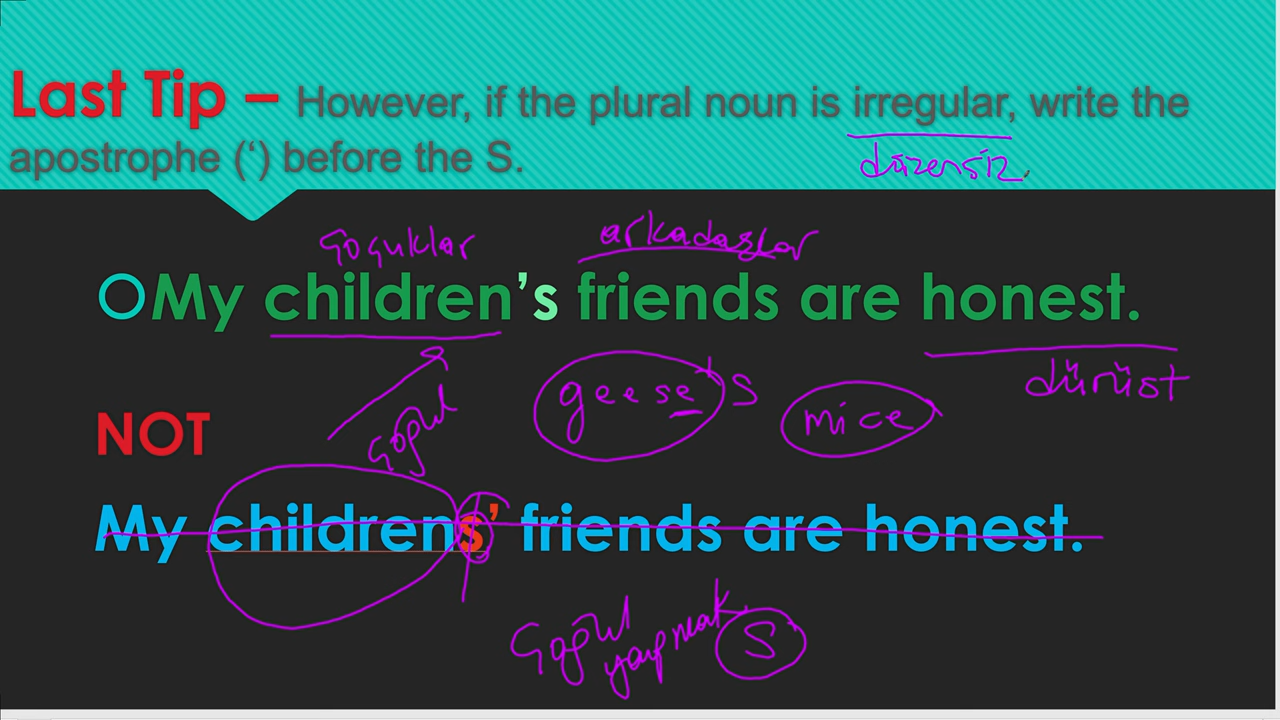 Last Tip – However, if the plural noun is irregular, write the
apostrophe (‘) before the S.
düzensiz
çoçuklar arkadaşlar
My children’s friends are honest.
geese's mice dürüst
çoğul
NOT
My childrens’ friends are honest.
çoğul
yapmak S